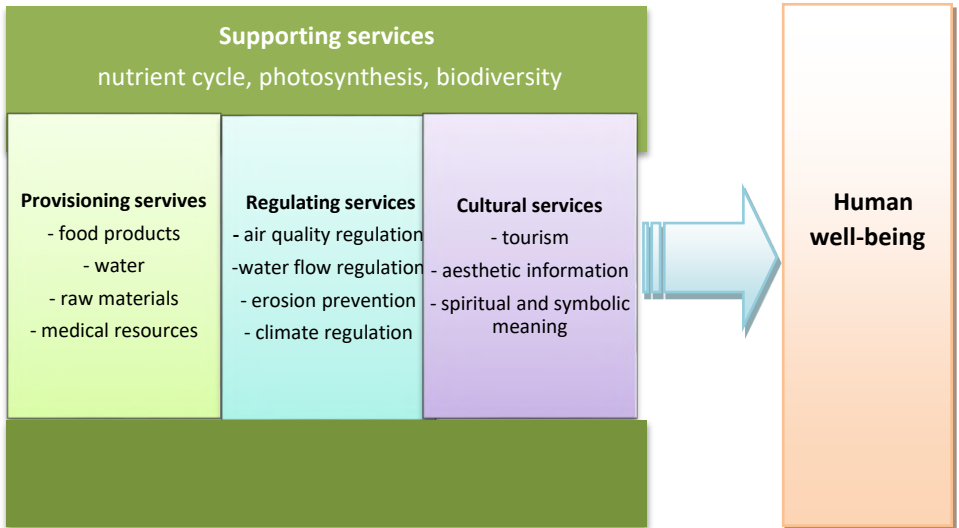 Supporting services
nutrient cycle, photosynthesis, biodiversity
Provisioning servives
- food products
- water
- raw materials
- medical resources
Regulating services
- air quality regulation
-water flow regulation
- erosion prevention
- climate regulation
Cultural services
- tourism
- aesthetic information
- spiritual and symbolic
meaning
Human
well-being